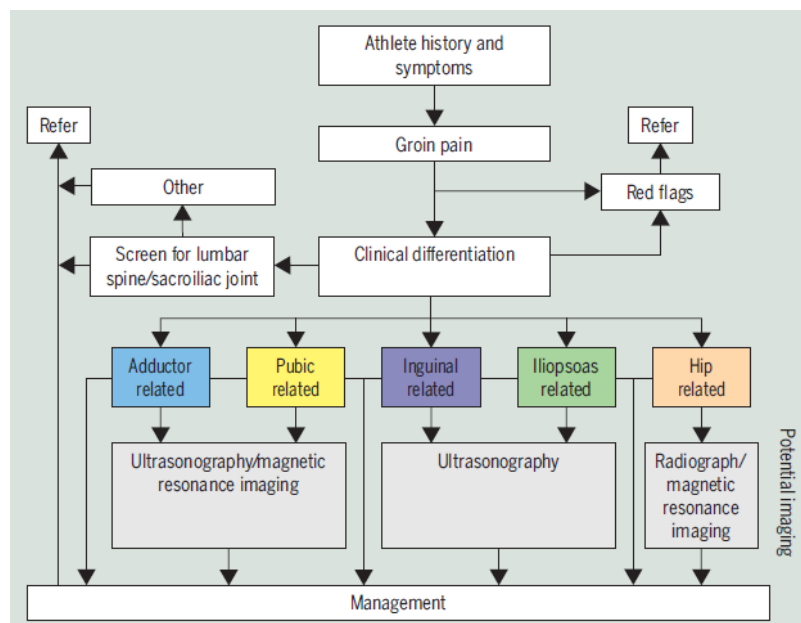 Athlete history and
symptoms
Refer
Refer
Groin pain
Other
Red flags
Screen for lumbar
spine/sacroiliac joint
Clinical differentiation
Adductor
related
Pubic
related
Inguinal
related
Iliopsoas
related
Hip
related
Ultrasonography/magnetic
resonance imaging
Ultrasonography
Radiograph/
magnetic
resonance
imaging
Potential imaging
Management